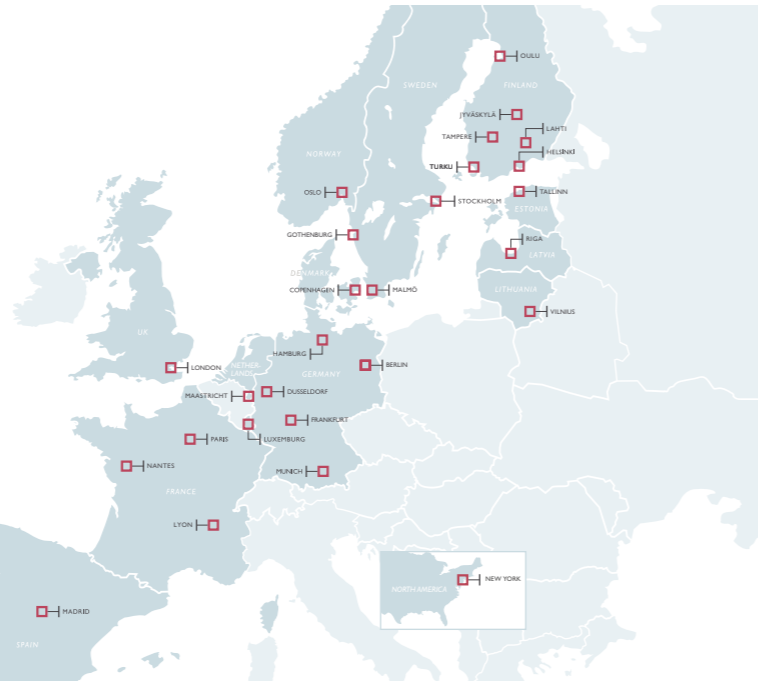 OULU
SWEDEN
FINLAND
JYVÄSKYLÄ
LAHTI
TAMPERE
HELSINKI
NORWAY
TURKU
OSLO
TALLINN
STOCKHOLM
ESTONIA
GOTHENBURG
RIGA
LATVIA
DENMARK
COPENHAGEN
MALMÖ
LITHUANIA
VILNIUS
UK
HAMBURG
LONDON
NETHER-
LANDS
GERMANY
BERLIN
MAASTRICHT
DUSSELDORF
FRANKFURT
PARIS
LUXEMBURG
NANTES
MUNICH
FRANCE
LYON
NEW YORK
NORTH AMERICA
MADRID
SPAIN